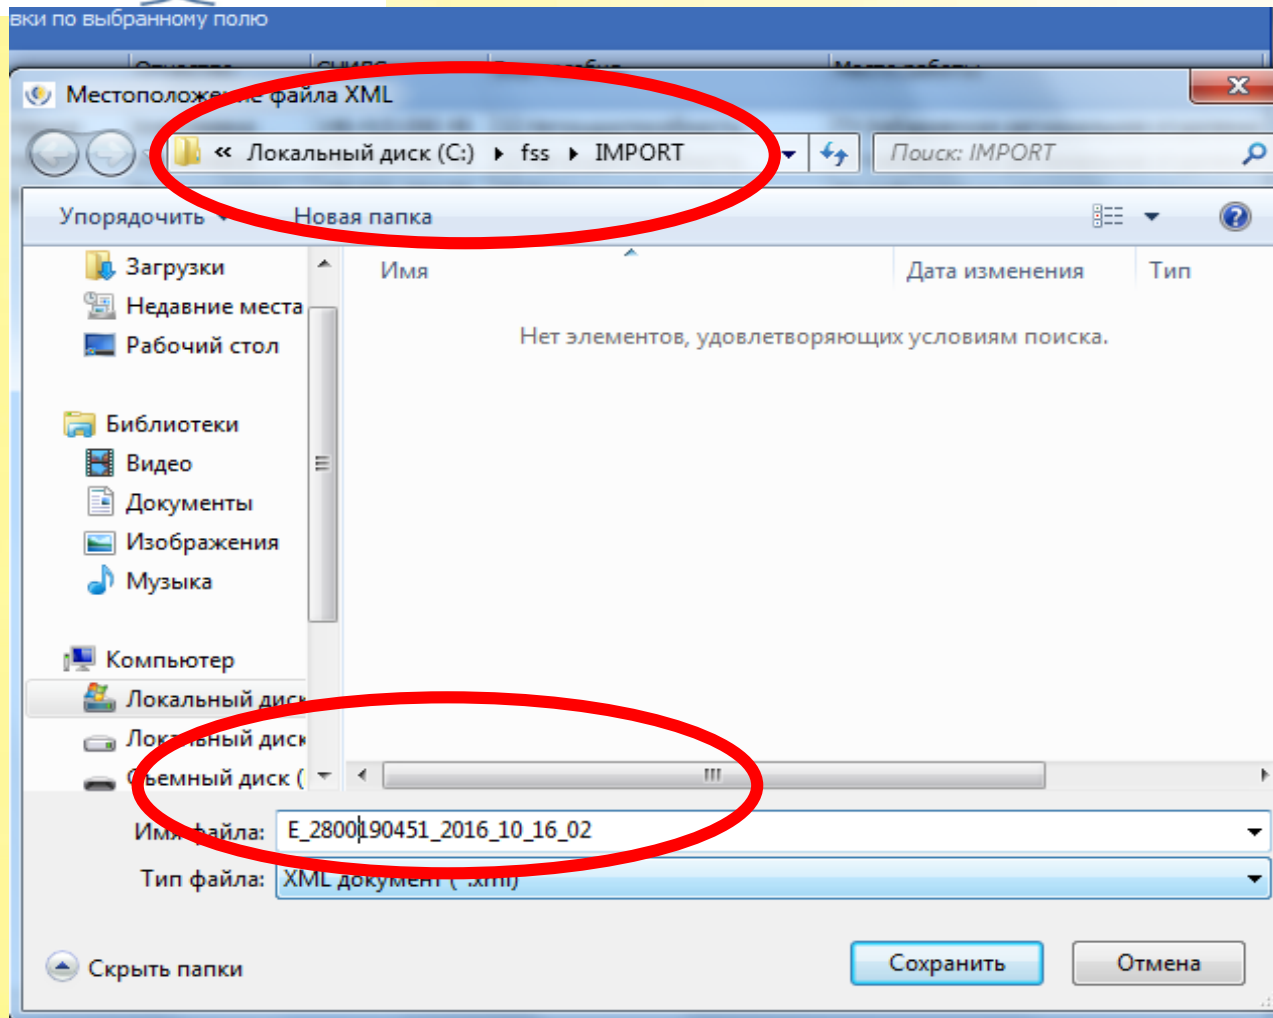 вки по выбранному полю
Местоположение файла XML
« Локальный диск (C:) fss IMPORT
Поиск: IMPORT
Упорядочить Новая папка
Загрузки
Недавние места
Рабочий стол
Библиотеки
Видео
Документы
Изображения
Музыка
Компьютер
Локальный диск
Локальный диск
Съемный диск (
Имя Дата изменения Тип
Нет элементов, удовлетворяющих условиям поиска.
Имя файла: E_2800190451_2016_10_16_02
Тип файла: XML документ (*.xml)
Скрыть папки
Сохранить Отмена